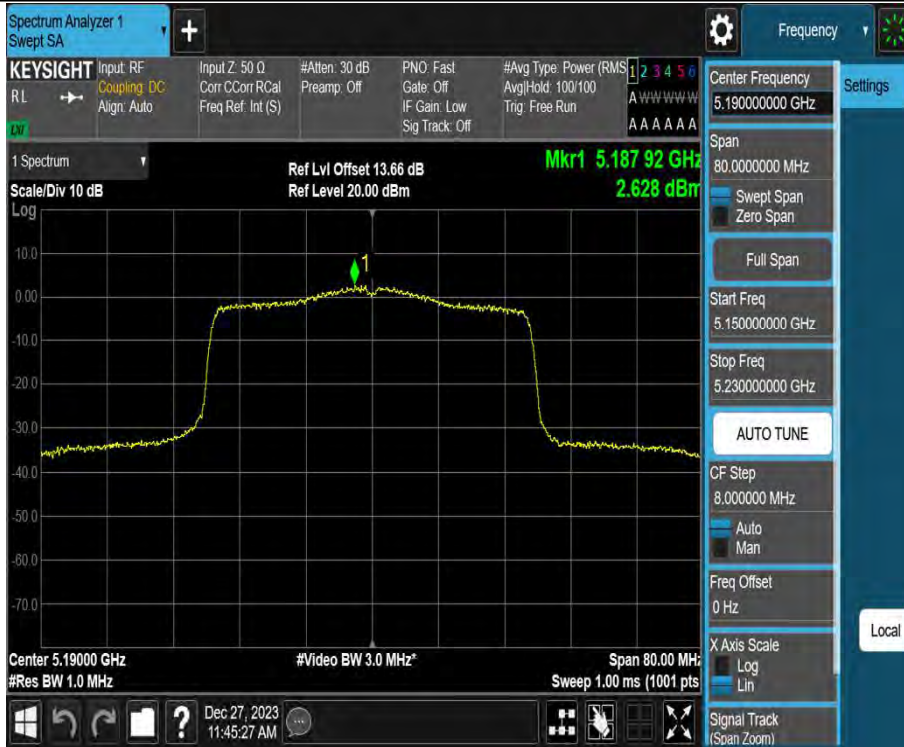 Spectrum Analyzer 1
Swept SA
+
Frequency
KEYSIGHT
RL
LXI
Input: RF
Coupling: DC
Align: Auto
Input Z: 50 Ω
Corr CCorr RCal
Freq Ref: Int (S)
#Atten: 30 dB
Preamp: Off
PNO: Fast
Gate: Off
IF Gain: Low
Sig Track: Off
#Avg Type: Power (RMS
Avg|Hold: 100/100
Trig: Free Run
1 2 3 4 5 6
A W W W W W
A A A A A A
1 Spectrum
Scale/Div 10 dB
Ref Lvl Offset 13.66 dB
Ref Level 20.00 dBm
Mkr1 5.187 92 GHz
2.628 dBm
Log
10.0
0.00
-10.0
-20.0
-30.0
-40.0
-50.0
-60.0
-70.0
1
Center 5.19000 GHz
#Res BW 1.0 MHz
#Video BW 3.0 MHz*
Span 80.00 MHz
Sweep 1.00 ms (1001 pts
?
Dec 27, 2023
11:45:27 AM
Center Frequency
5.190000000 GHz
Settings
Span
80.0000000 MHz
Swept Span
Zero Span
Full Span
Start Freq
5.150000000 GHz
Stop Freq
5.230000000 GHz
AUTO TUNE
CF Step
8.000000 MHz
Auto
Man
Freq Offset
0 Hz
Local
X Axis Scale
Log
Lin
Signal Track
(Span Zoom)